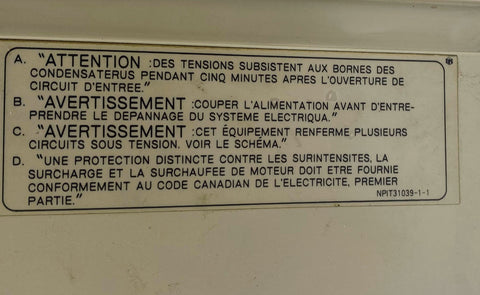 A. "ATTENTION :DES TENSIONS SUBSISTENT AUX BORNES DES
CONDENSATERUS PENDANT CINQ MINUTES APRES L'OUVERTURE DE
CIRCUIT D'ENTREE."
B. "AVERTISSEMENT :COUPER L'ALIMENTATION AVANT D'ENTRE-
PRENDRE LE DEPANNAGE DU SYSTEME ELECTRIQUA."
C. "AVERTISSEMENT :CET ÉQUIPEMENT RENFERME PLUSIEURS
CIRCUITS SOUS TENSION. VOIR LE SCHÉMA."
D. "UNE PROTECTION DISTINCTE CONTRE LES SURINTENSITES, LA
SURCHARGE ET LA SURCHAUFEE DE MOTEUR DOIT ETRE FOURNIE
CONFORMEMENT AU CODE CANADIAN DE L'ELECTRICITE, PREMIER
PARTIE."
NPIT31039-1-1